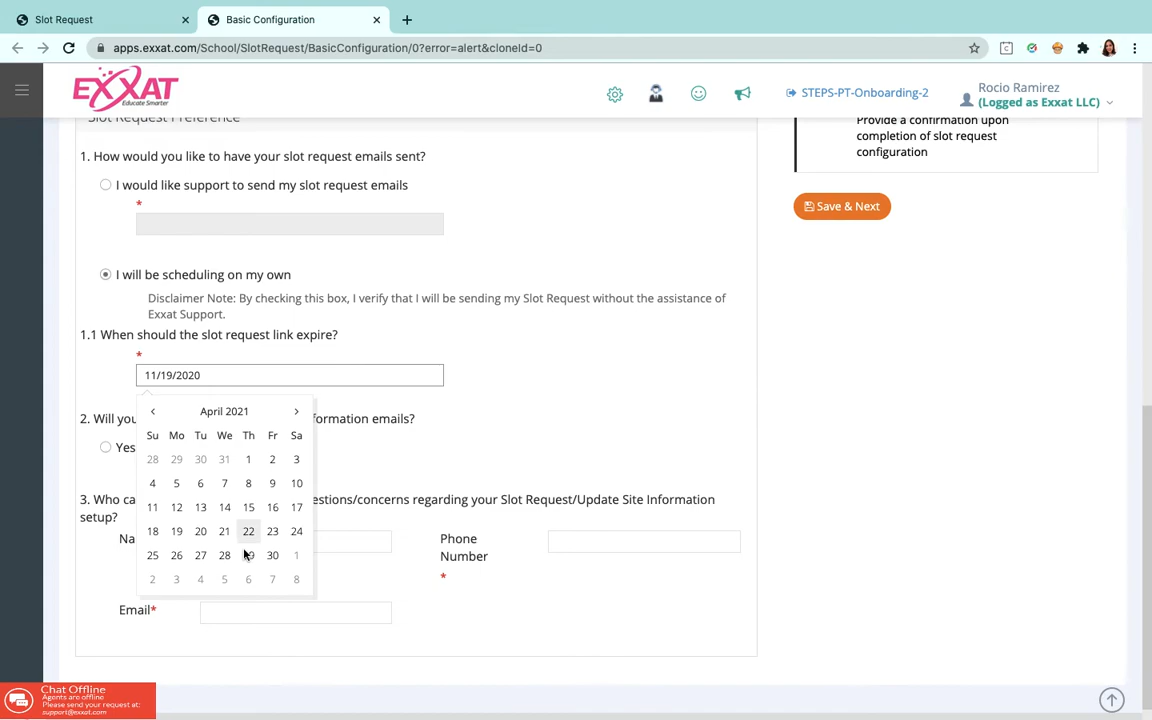 Slot Request
Basic Configuration
apps.exxat.com/School/SlotRequest/BasicConfiguration/0?error=alert&cloneId=0
EXXAT
Educate Smarter
STEPS-PT-Onboarding-2
Rocio Ramirez
(Logged as Exxat LLC)
Slot Request Preference
Provide a confirmation upon
completion of slot request
configuration
Save & Next
1. How would you like to have your slot request emails sent?
I would like support to send my slot request emails
*
I will be scheduling on my own
Disclaimer Note: By checking this box, I verify that I will be sending my Slot Request without the assistance of
Exxat Support.
1.1 When should the slot request link expire?
*
11/19/2020
April 2021
Su Mo Tu We Th Fr Sa
28 29 30 31 1 2 3
4 5 6 7 8 9 10
11 12 13 14 15 16 17
18 19 20 21 22 23 24
25 26 27 28 29 30 1
2 3 4 5 6 7 8
2. Will you formation emails?
Yes
3. Who ca estions/concerns regarding your Slot Request/Update Site Information
setup?
Na
Phone
Number
*
Email*
Chat Offline
Agents are offline
Please send your request at:
support@exxat.com